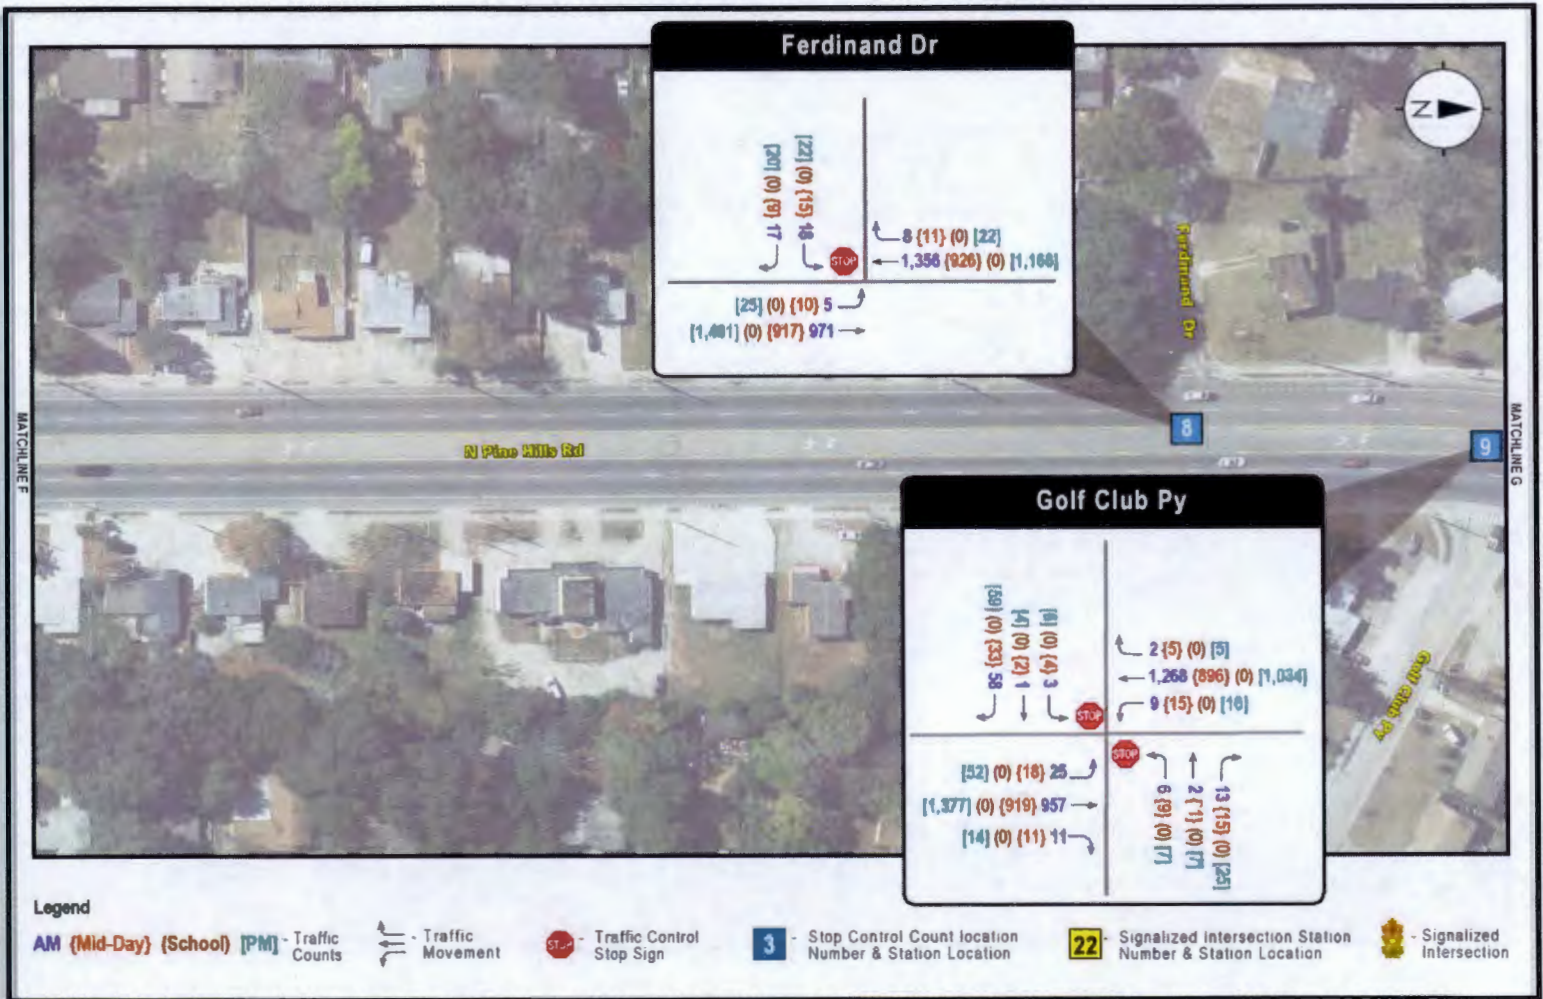 Ferdinand Dr
[20] (0) {9} 17
[22] (0) {15}
8 {11} (0) [22]
STOP
1,356 {926} (0) [1,168]
[25] (0) {10} 5
(0) {917} 971
N
Ferdinand Dr
MATCHLINE F
N Pine Hills Rd
8
9
MATCHLINE G
Golf Club Py
[59] (0) {33} 58
[4] (0) {2} 1
[6] (0) {4} 3
2 {5} (0) [5]
1,268 {896} (0) [1,034]
9 {15} (0) [16]
STOP
STOP
[52] (0) {18} 25
[1,377] (0) {919} 957
[14] (0) {11} 11
6 {9} (0) [7]
2 {1} (0) [7]
13 {15} (0) [25]
Golf Club Py
Legend
AM {Mid-Day} (School) [PM] - Traffic Counts
- Traffic Movement
STOP - Traffic Control Stop Sign
3 - Stop Control Count location Number & Station Location
22 - Signalized Intersection Station Number & Station Location
- Signalized Intersection